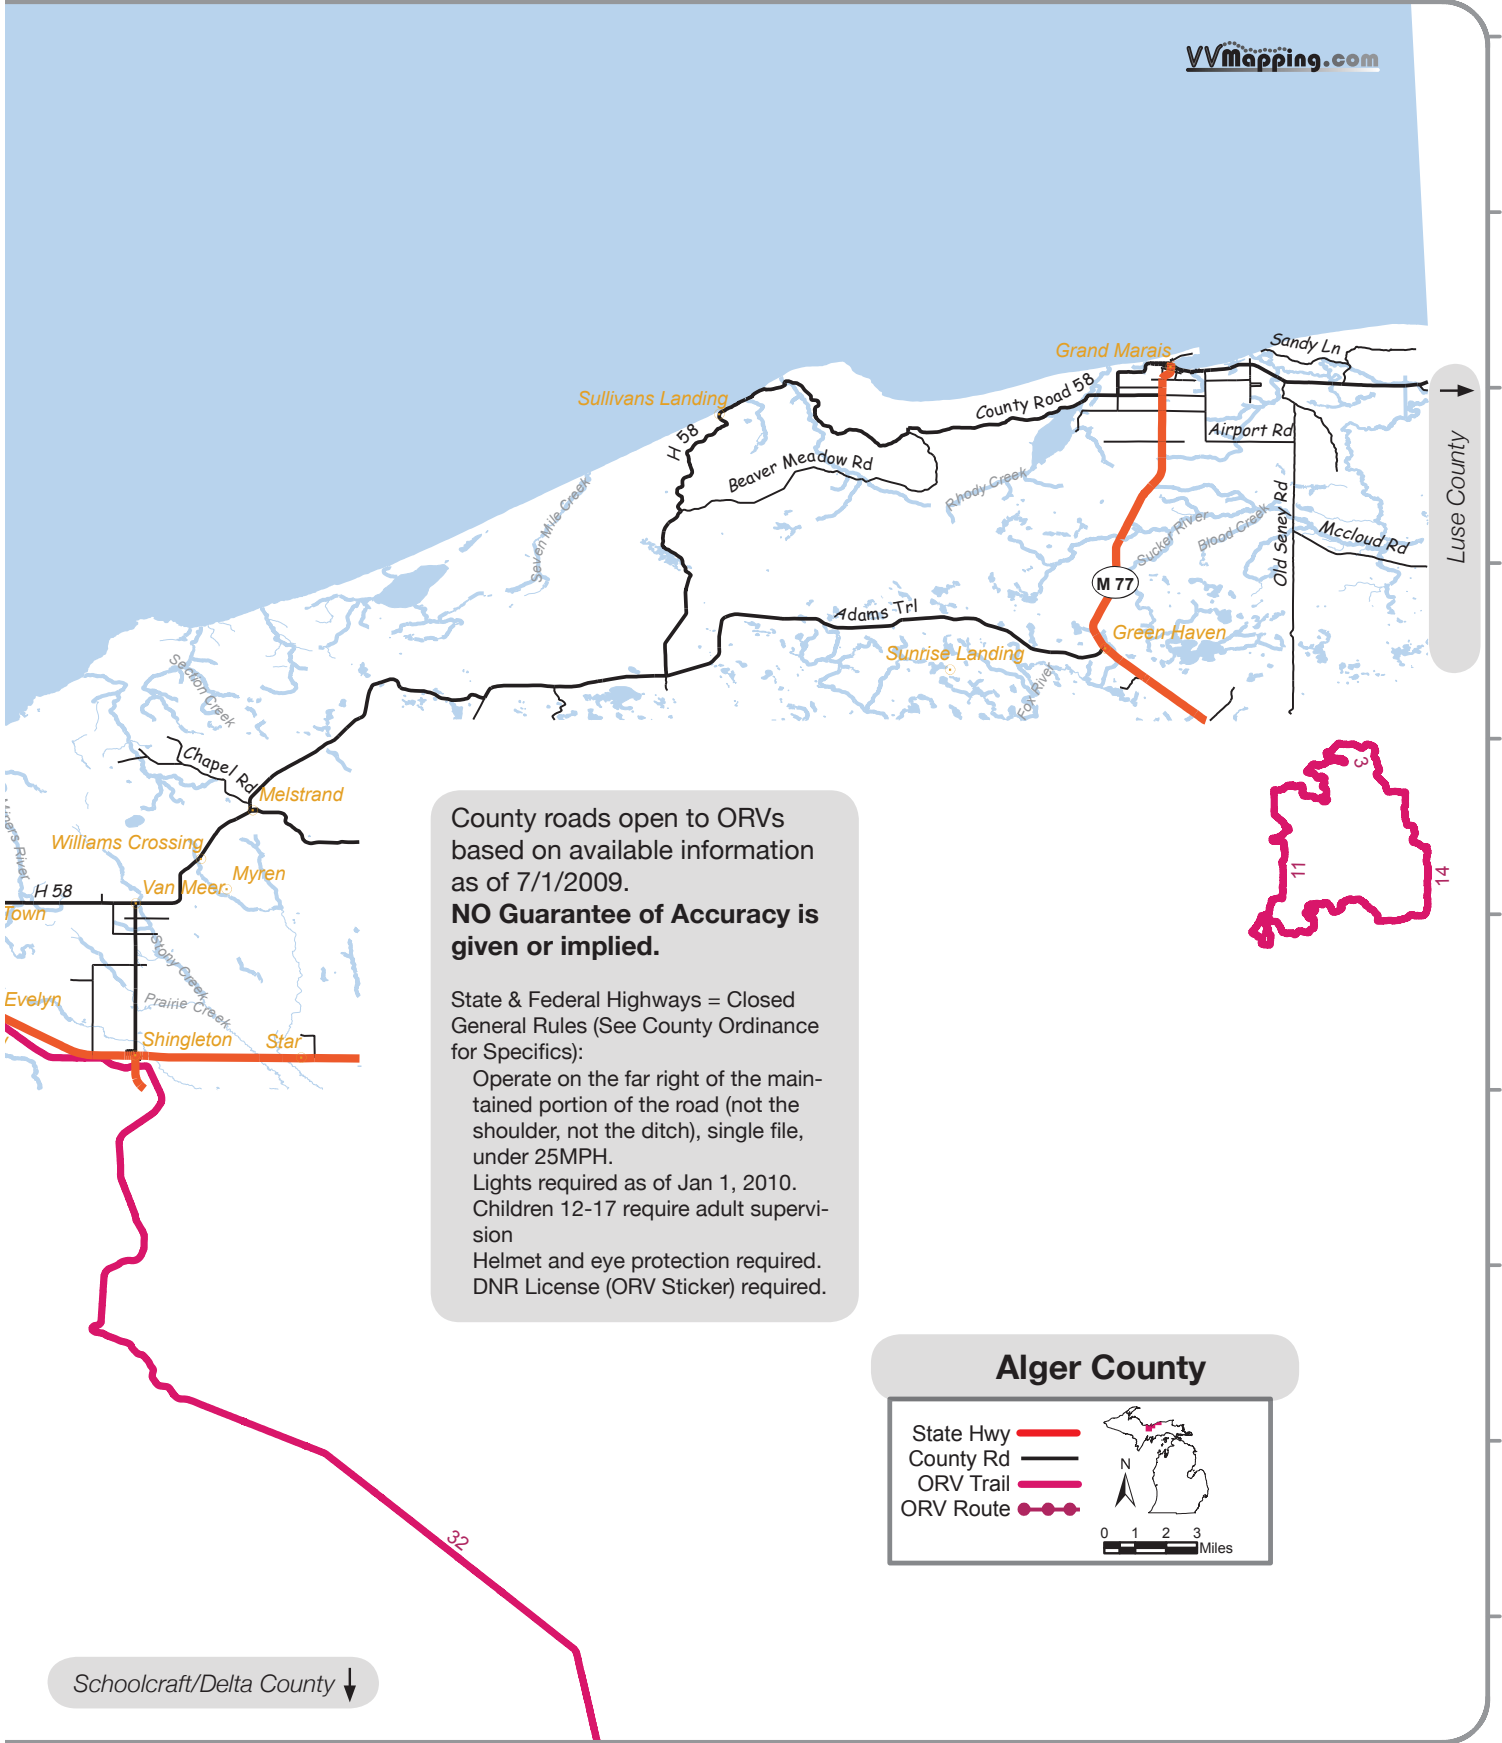 VVMapping.com
Sandy Ln
Grand Marais
County Road 58
Sullivans Landing
H 58
Beaver Meadow Rd
Airport Rd
Luse County
Rhody Creek
Seven Mile Creek
Old Seney Rd
Sucker River
Blood Creek
Mccloud Rd
M 77
Adams Trl
Green Haven
Sunrise Landing
Fox River
Section Creek
Chapel Rd
Melstrand
3
Williams Crossing
Miners River
Myren
Van Meer
11
14
H 58
Town
Stony Creek
Evelyn
Prairie Creek
Shingleton
Star
County roads open to ORVs
based on available information
as of 7/1/2009.
NO Guarantee of Accuracy is
given or implied.
State & Federal Highways = Closed
General Rules (See County Ordinance
for Specifics):
Operate on the far right of the main-
tained portion of the road (not the
shoulder, not the ditch), single file,
under 25MPH.
Lights required as of Jan 1, 2010.
Children 12-17 require adult supervi-
sion
Helmet and eye protection required.
DNR License (ORV Sticker) required.
Alger County
State Hwy
County Rd
ORV Trail
ORV Route
N
0 1 2 3
Miles
32
Schoolcraft/Delta County